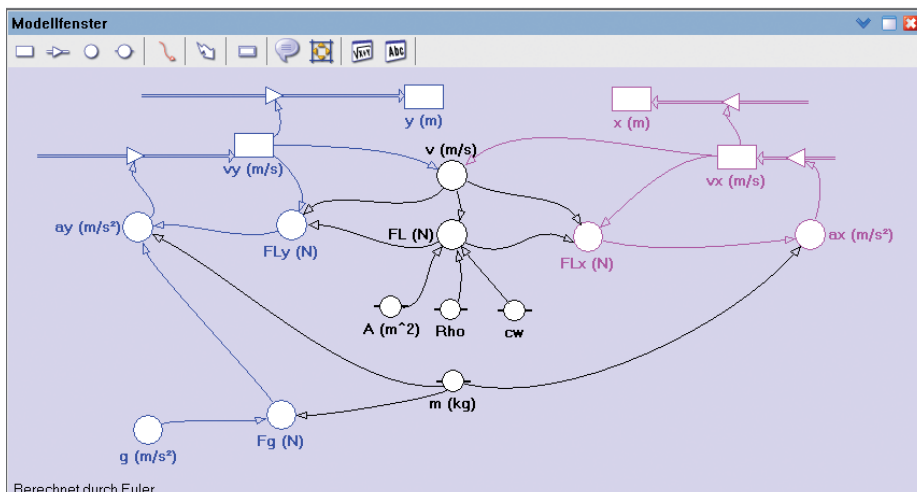 Modellfenster
√x+y Abc
y (m)
x (m)
v (m/s)
vy (m/s)
vx (m/s)
ay (m/s²)
FLy (N)
FL (N)
FLx (N)
ax (m/s²)
A (m^2)
Rho
cw
m (kg)
g (m/s²)
Fg (N)
Berechnet durch Euler